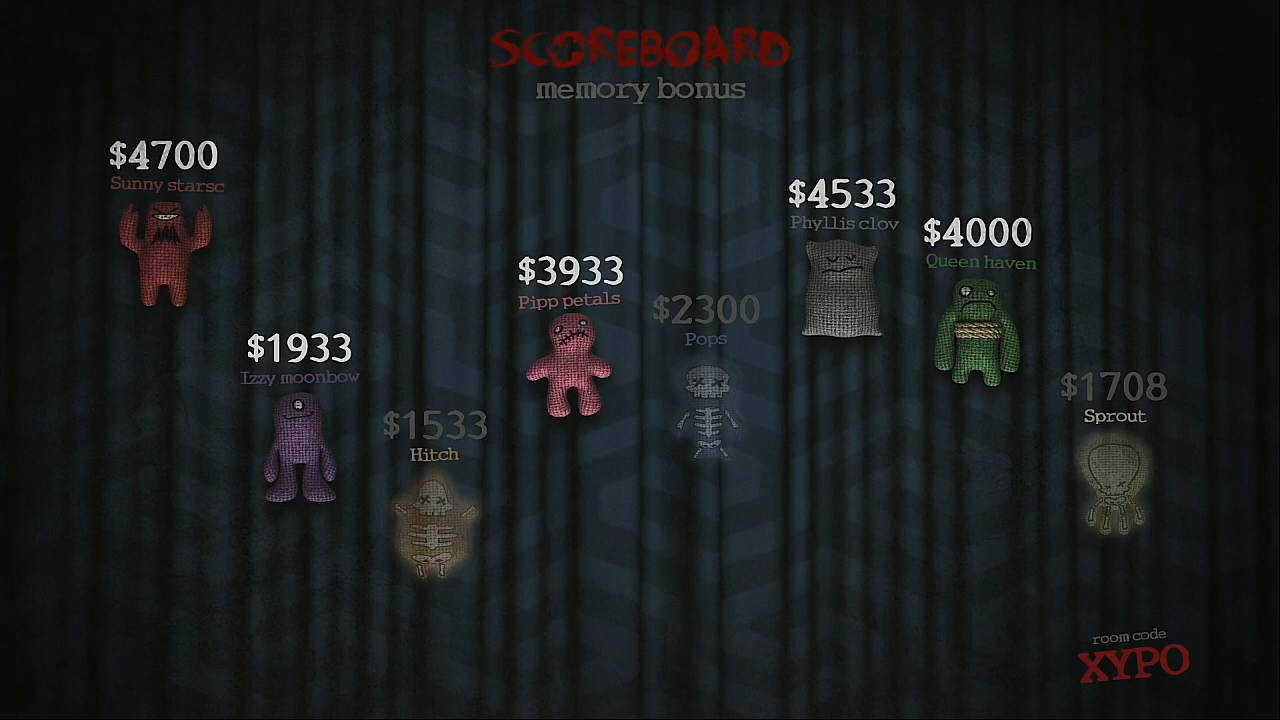 SCOREBOARD
memory bonus
$4700
Sunny starsc
$1933
Izzy moonbow
$1533
Hitch
$3933
Pipp petals
$2300
Pops
$4533
Phyllis clov
$4000
Queen haven
$1708
Sprout
room code
XYPO